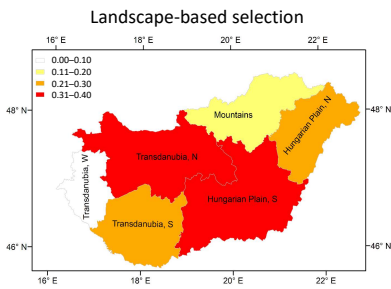 Landscape-based selection
16° E
18° E
20° E
22° E
0.00–0.10
0.11–0.20
0.21–0.30
0.31–0.40
48° N
48° N
Mountains
Hungarian Plain, N
Transdanubia, N
Transdanubia, W
Hungarian Plain, S
Transdanubia, S
46° N
46° N
16° E
18° E
20° E
22° E